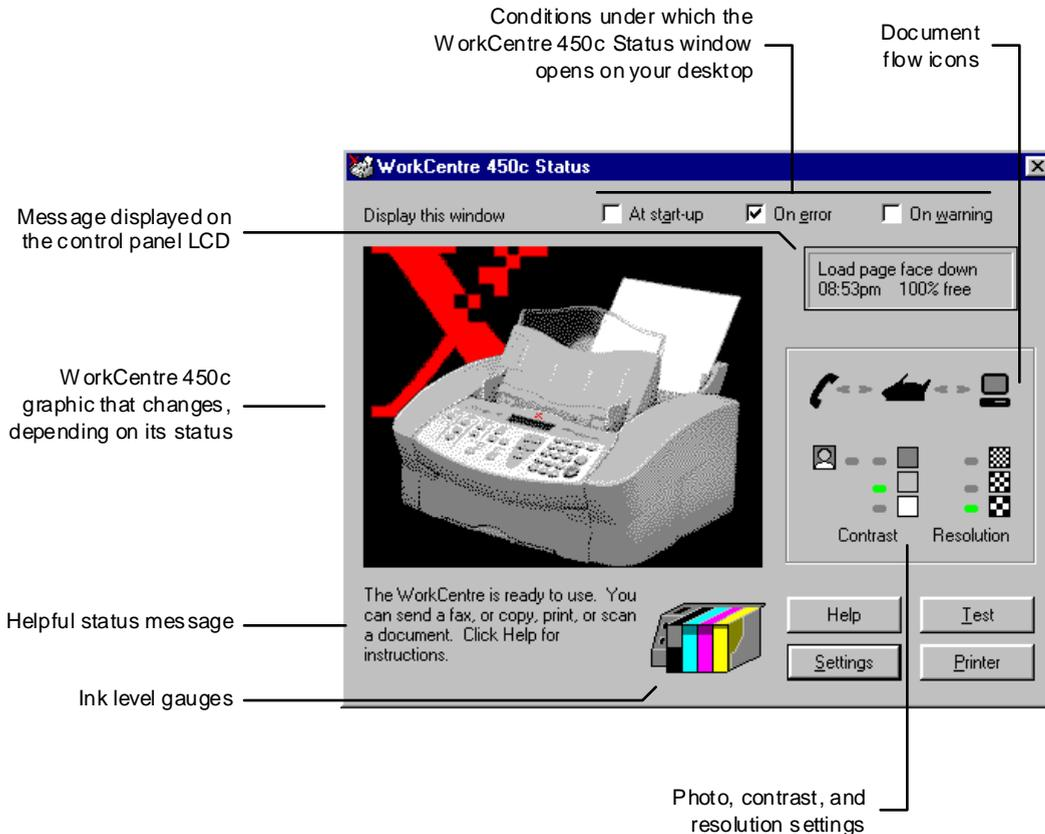 Conditions under which the
WorkCentre 450c Status window
opens on your desktop
Document
flow icons
WorkCentre 450c Status
Message displayed on
the control panel LCD
Display this window
At start-up
On error
On warning
Load page face down
08:53pm 100% free
WorkCentre 450c
graphic that changes,
depending on its status
Contrast
Resolution
Helpful status message
The WorkCentre is ready to use. You
can send a fax, or copy, print, or scan
a document. Click Help for
instructions.
Help
Test
Settings
Printer
Ink level gauges
Photo, contrast, and
resolution settings